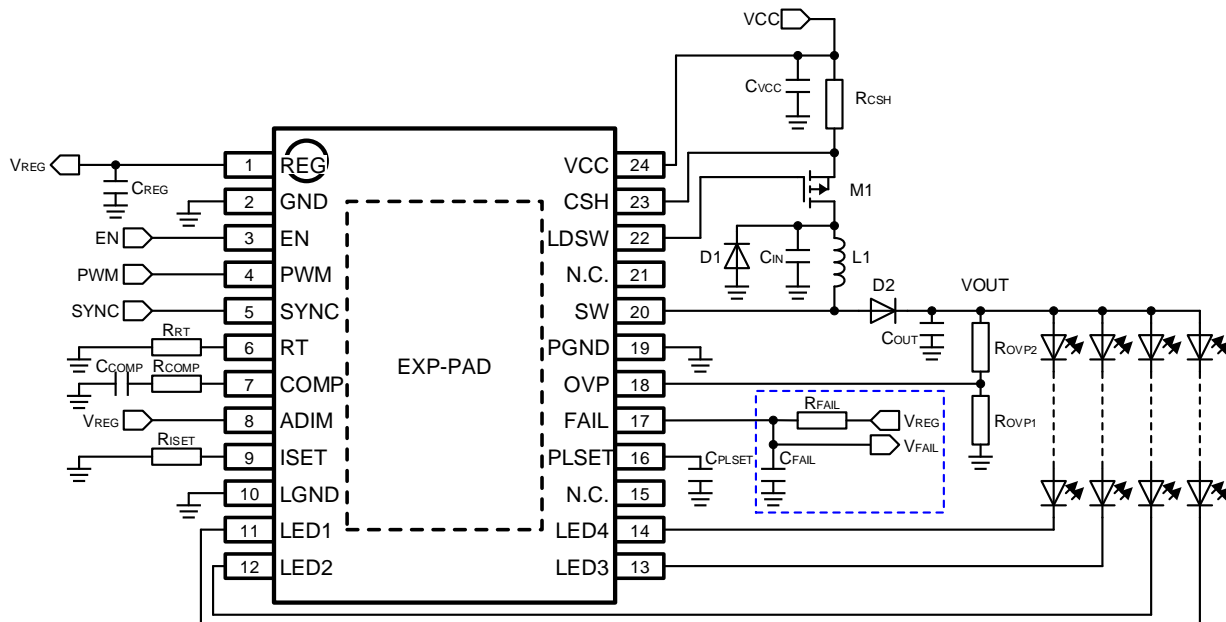 VCC
CVCC
RCSH
VREG
1
REG
VCC
24
CREG
2
GND
CSH
23
M1
EN
3
EN
LDSW
22
D1
CIN
L1
PWM
4
PWM
N.C.
21
D2
VOUT
SYNC
5
SYNC
SW
20
RRT
6
RT
PGND
19
COUT
ROVP2
CCOMP
RCOMP
7
COMP
EXP-PAD
OVP
18
VREG
8
ADIM
FAIL
17
RFAIL
VREG
ROVP1
VFAIL
RISET
9
ISET
PLSET
16
CPLSET
CFAIL
10
LGND
N.C.
15
11
LED1
LED4
14
12
LED2
LED3
13